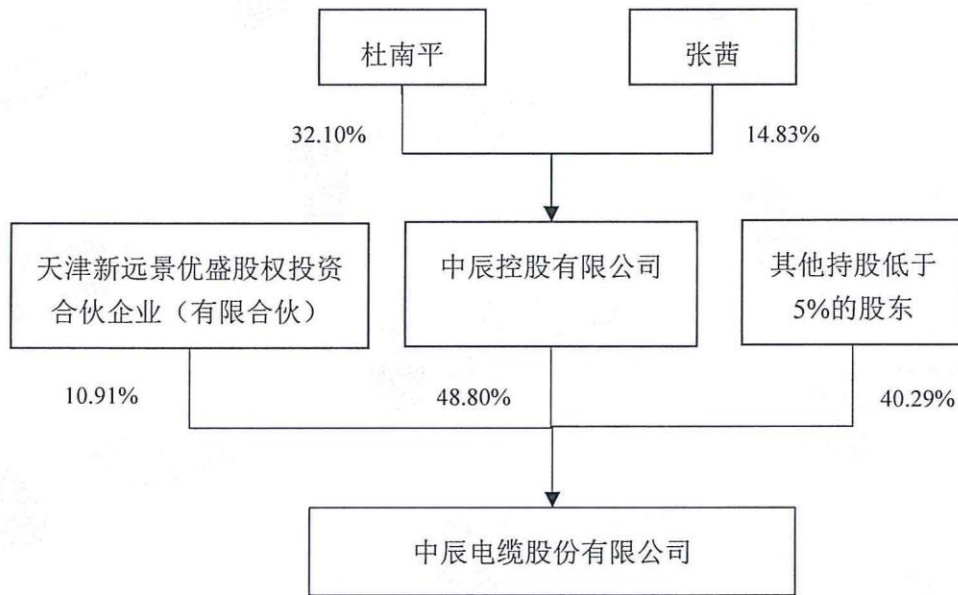 杜南平
张茜
32.10%
14.83%
天津新远景优盛股权投资
合伙企业（有限合伙）
中辰控股有限公司
其他持股低于
5%的股东
10.91%
48.80%
40.29%
中辰电缆股份有限公司